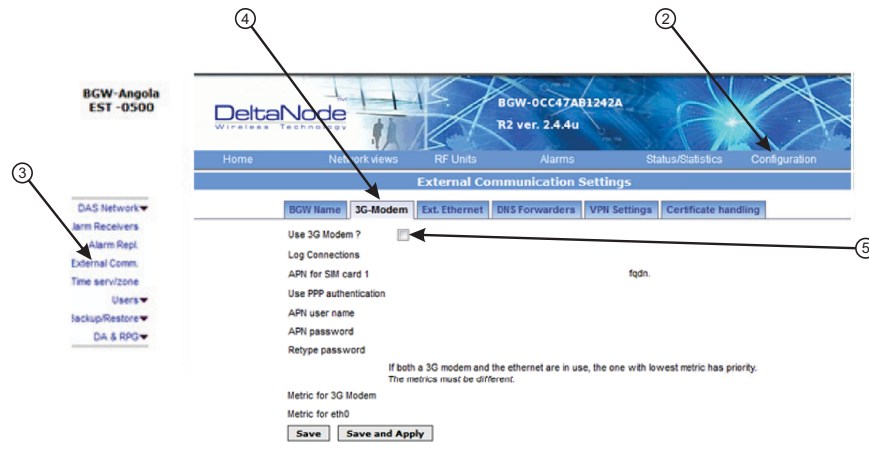 4
2
BGW-Angola
EST -0500
DeltaNode
Wireless Technology
BGW-0CC47AB1242A
R2 ver. 2.4.4u
Home Network views RF Units Alarms Status/Statistics Configuration
External Communication Settings
3
DAS Network
larm Receivers
Alarm Repl.
External Comm.
Time serv/zone
Users
Backup/Restore
DA & RPG
BGW Name 3G-Modem Ext. Ethernet DNS Forwarders VPN Settings Certificate handling
Use 3G Modem ?
5
Log Connections
APN for SIM card 1 fqdn.
Use PPP authentication
APN user name
APN password
Retype password
If both a 3G modem and the ethernet are in use, the one with lowest metric has priority.
The metrics must be different.
Metric for 3G Modem
Metric for eth0
Save Save and Apply